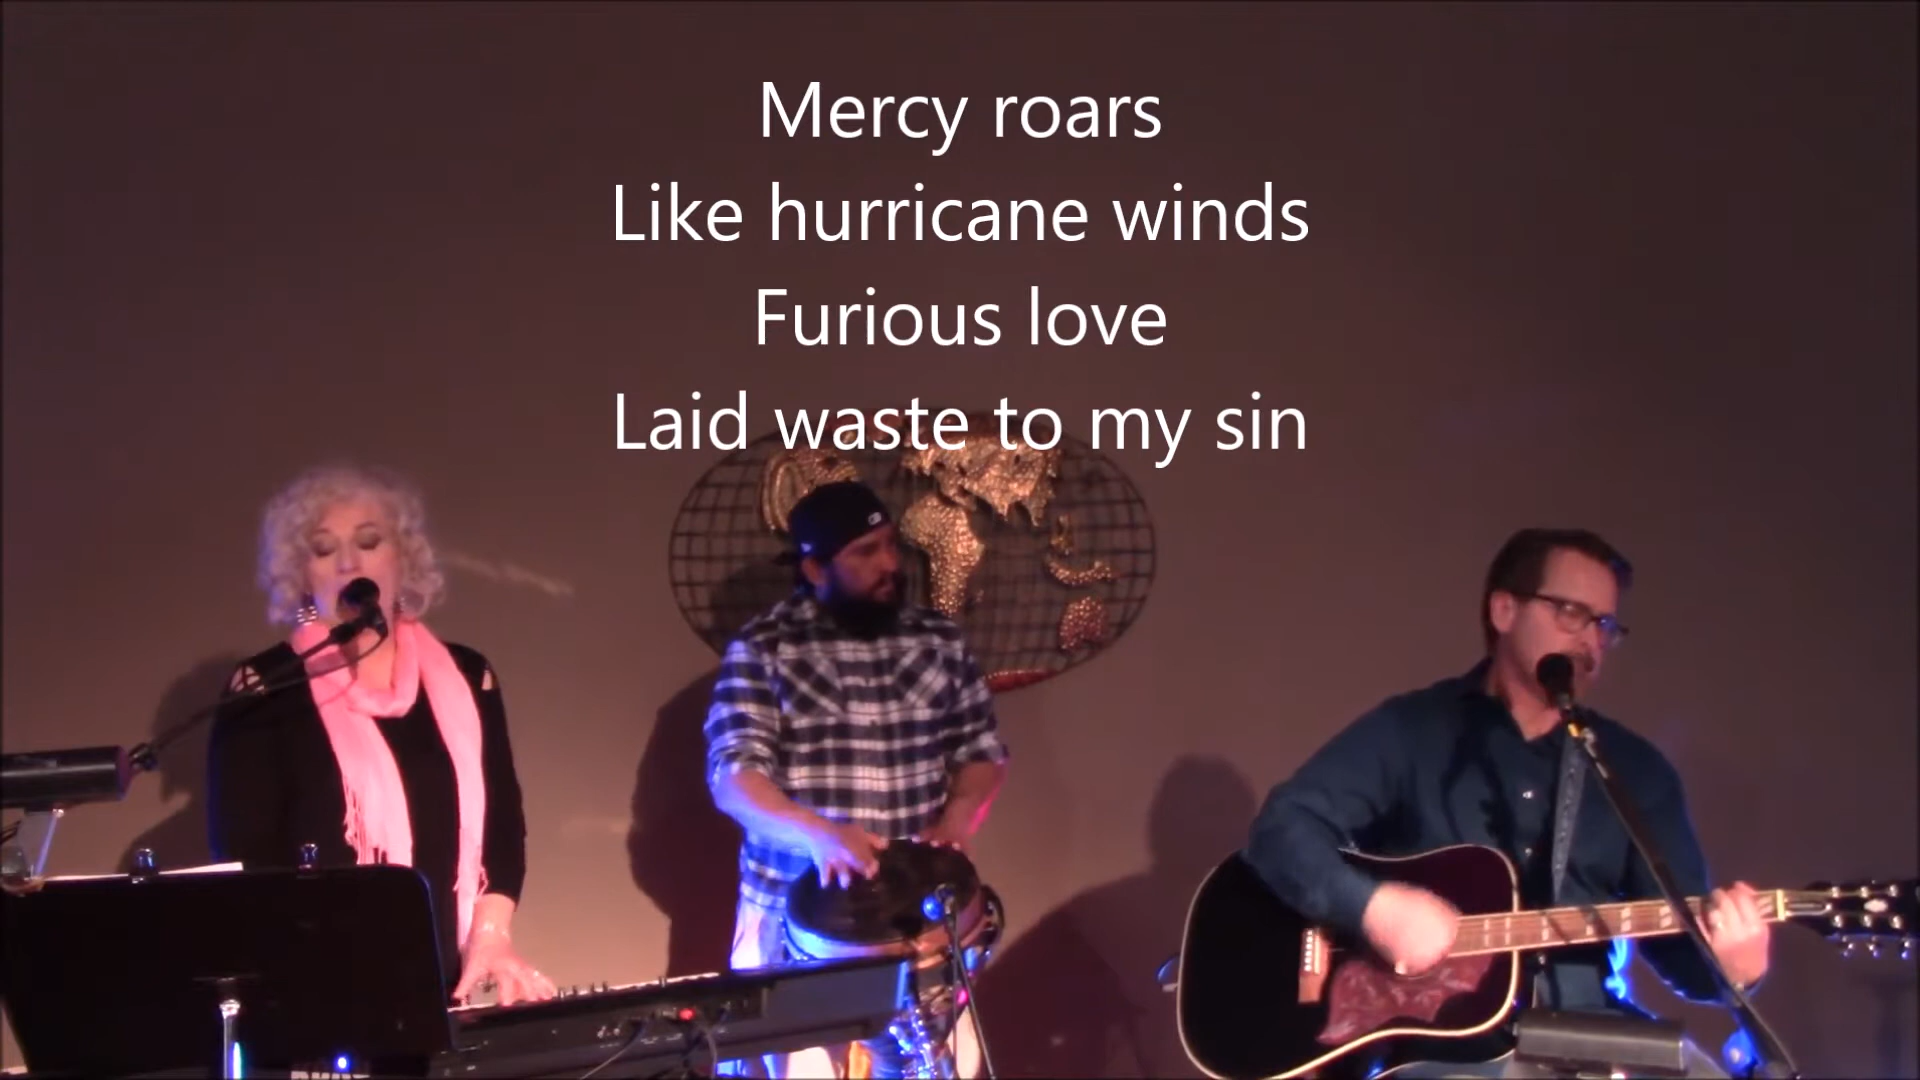 Mercy roars
Like hurricane winds
Furious love
Laid waste to my sin